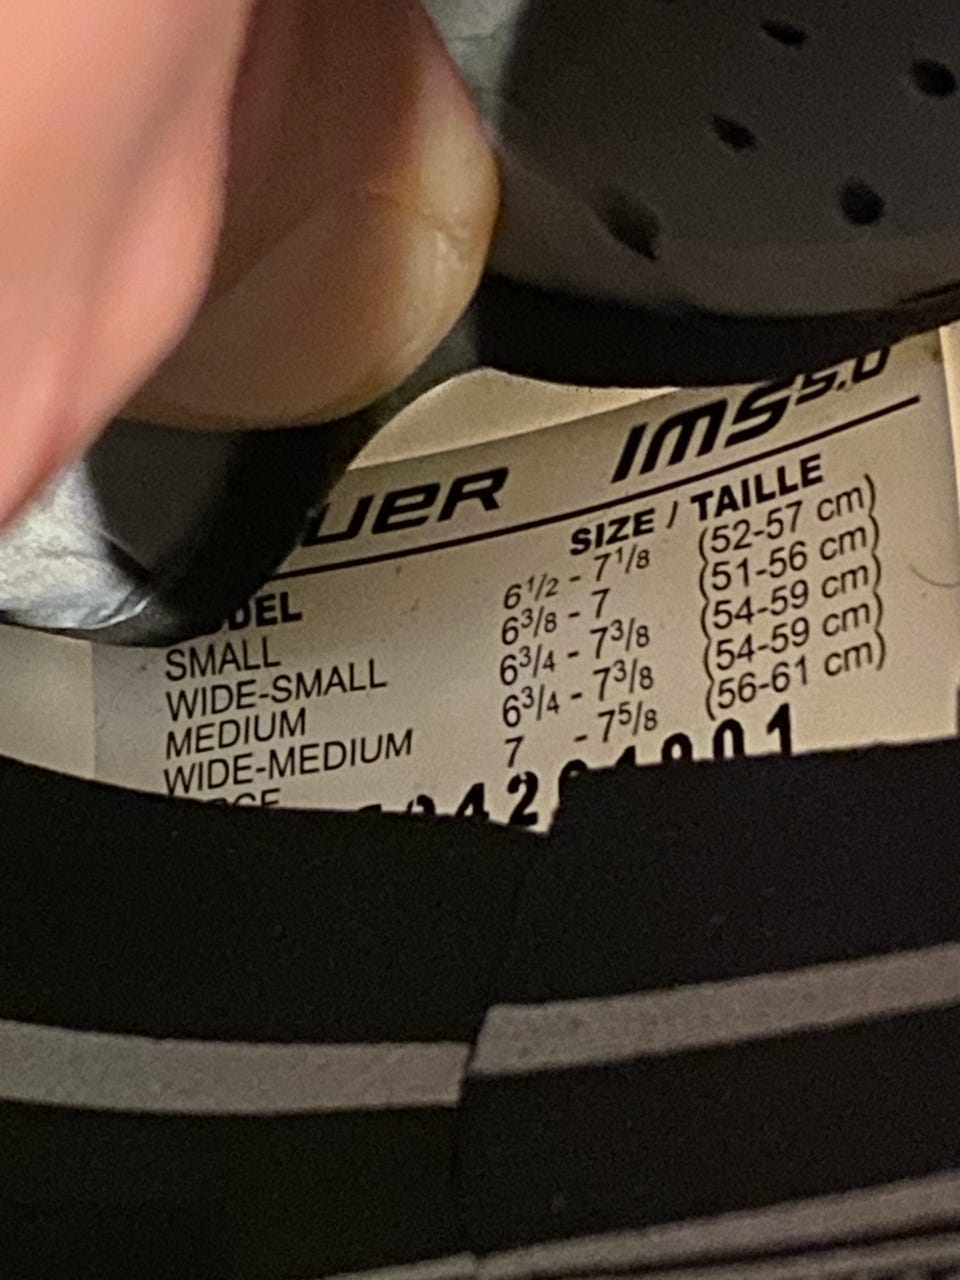 UER IMS 5.0
DEL SIZE / TAILLE
SMALL 6 1/2 - 7 1/8 (52-57 cm)
WIDE-SMALL 6 3/8 - 7 (51-56 cm)
MEDIUM 6 3/4 - 7 3/8 (54-59 cm)
WIDE-MEDIUM 6 3/4 - 7 3/8 (54-59 cm)
7 - 7 5/8 (56-61 cm)